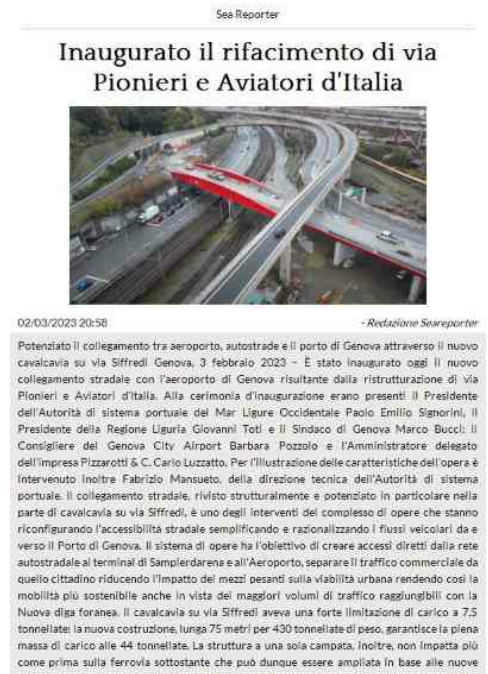 Sea Reporter
Inaugurato il rifacimento di via
Pionieri e Aviatori d'Italia
02/03/2023 20:58
- Redazione Seareporter
Potenziato il collegamento tra aeroporto, autostrade e il porto di Genova attraverso il nuovo
cavalcavia su via Siffredi Genova, 3 febbraio 2023 – È stato inaugurato oggi il nuovo
collegamento stradale con l'aeroporto di Genova risultante dalla ristrutturazione di via
Pionieri e Aviatori d'Italia. Alla cerimonia d'inaugurazione erano presenti il Presidente
dell'Autorità di sistema portuale del Mar Ligure Occidentale Paolo Emilio Signorini, il
Presidente della Regione Liguria Giovanni Toti e il Sindaco di Genova Marco Bucci; il
Consigliere del Genova City Airport Barbara Pozzolo e l'Amministratore delegato
dell'impresa Pizzarotti & C. Carlo Luzzatto. Per l'illustrazione delle caratteristiche dell'opera è
intervenuto inoltre Fabrizio Mansueto, della direzione tecnica dell'Autorità di sistema
portuale. Il collegamento stradale, rivisto strutturalmente e potenziato in particolare nella
parte di cavalcavia su via Siffredi, è uno degli interventi del complesso di opere che stanno
riconfigurando l'accessibilità stradale semplificando e razionalizzando i flussi veicolari da e
verso il Porto di Genova. Il sistema di opere ha l'obiettivo di creare accessi diretti dalla rete
autostradale ai terminal di Sampierdarena e all'Aeroporto, separare il traffico commerciale da
quello cittadino riducendo l'impatto dei mezzi pesanti sulla viabilità urbana rendendo così la
mobilità più sostenibile anche in vista dei maggiori volumi di traffico raggiungibili con la
Nuova diga foranea. Il cavalcavia su via Siffredi aveva una forte limitazione di carico a 7,5
tonnellate: la nuova costruzione, lunga 75 metri per 430 tonnellate di peso, garantisce la piena
massa di carico alle 44 tonnellate. La struttura a una sola campata, inoltre, non impatta più
come prima sulla ferrovia sottostante che può dunque essere ampliata in base alle nuove